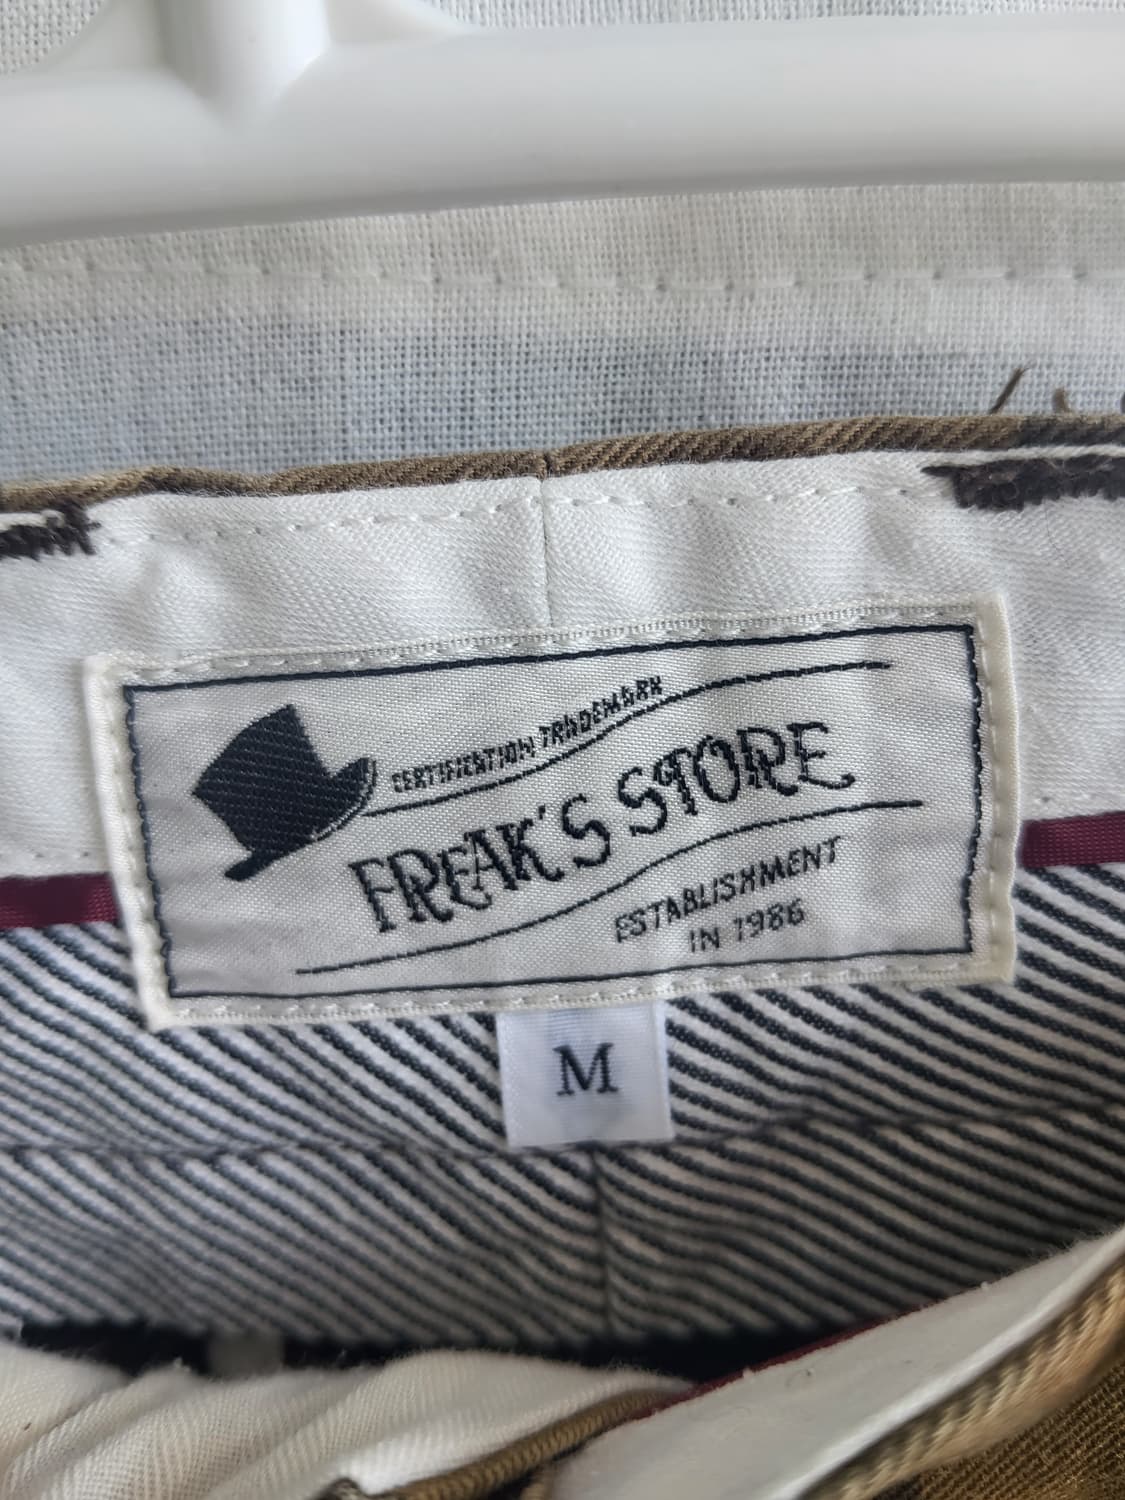 CERTIFICATION TRADEMARK
FREAK'S STORE
ESTABLISHMENT
IN 1986
M